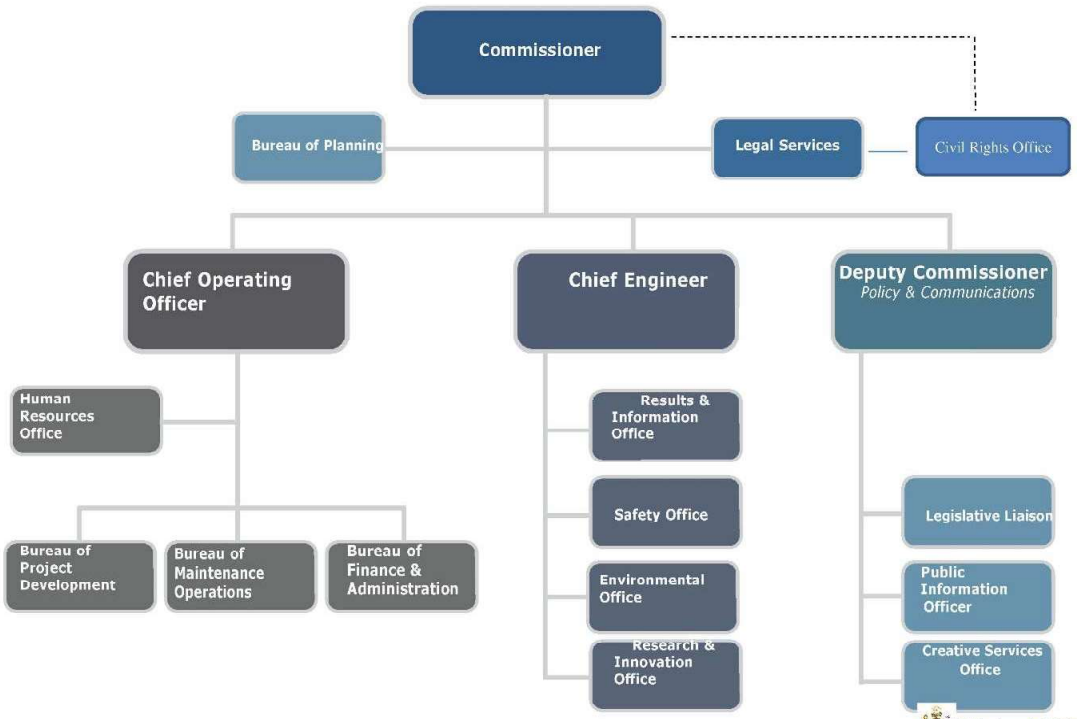 Commissioner
Bureau of Planning
Legal Services
Civil Rights Office
Chief Operating
Officer
Chief Engineer
Deputy Commissioner
Policy & Communications
Human
Resources
Office
Results &
Information
Office
Safety Office
Legislative Liaison
Bureau of
Project
Development
Bureau of
Maintenance
Operations
Bureau of
Finance &
Administration
Environmental
Office
Public
Information
Officer
Research &
Innovation
Office
Creative Services
Office